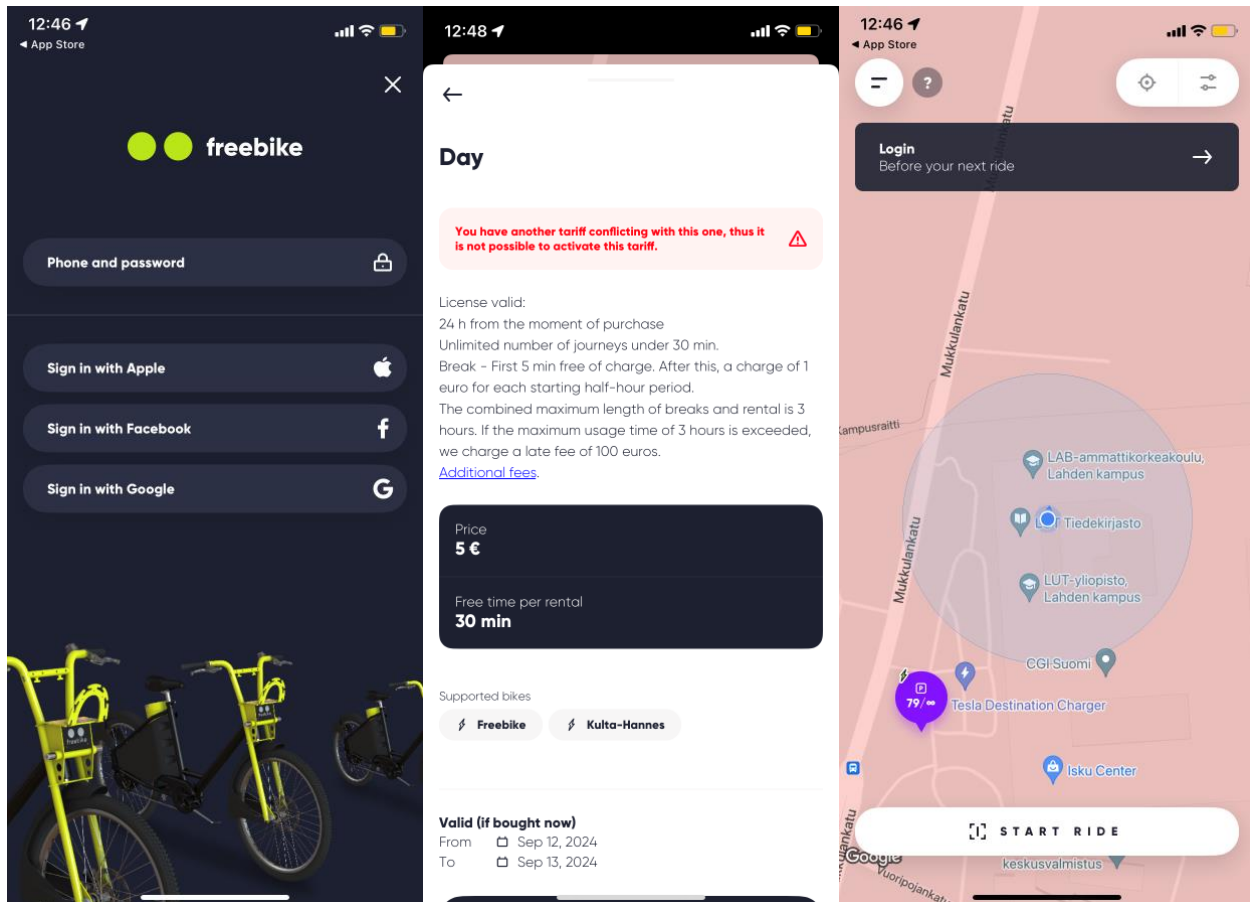 12:46
◀ App Store
freebike
Phone and password
Sign in with Apple
Sign in with Facebook
Sign in with Google
freebike
12:48
Day
You have another tariff conflicting with this one, thus it
is not possible to activate this tariff.
License valid:
24 h from the moment of purchase
Unlimited number of journeys under 30 min.
Break - First 5 min free of charge. After this, a charge of 1
euro for each starting half-hour period.
The combined maximum length of breaks and rental is 3
hours. If the maximum usage time of 3 hours is exceeded,
we charge a late fee of 100 euros.
Additional fees.
Price
5 €
Free time per rental
30 min
Supported bikes
Freebike
Kulta-Hannes
Valid (if bought now)
From Sep 12, 2024
To Sep 13, 2024
12:46
◀ App Store
?
Login
Before your next ride
Mukkulankatu
Mukkulankatu
Kampusraitti
LAB-ammattikorkeakoulu,
Lahden kampus
Tiedekirjasto
Mukkulankatu
LUT-yliopisto,
Lahden kampus
CGI Suomi
P
79/∞
Tesla Destination Charger
Isku Center
START RIDE
Google
keskusvalmistus
Vuoripojankatu